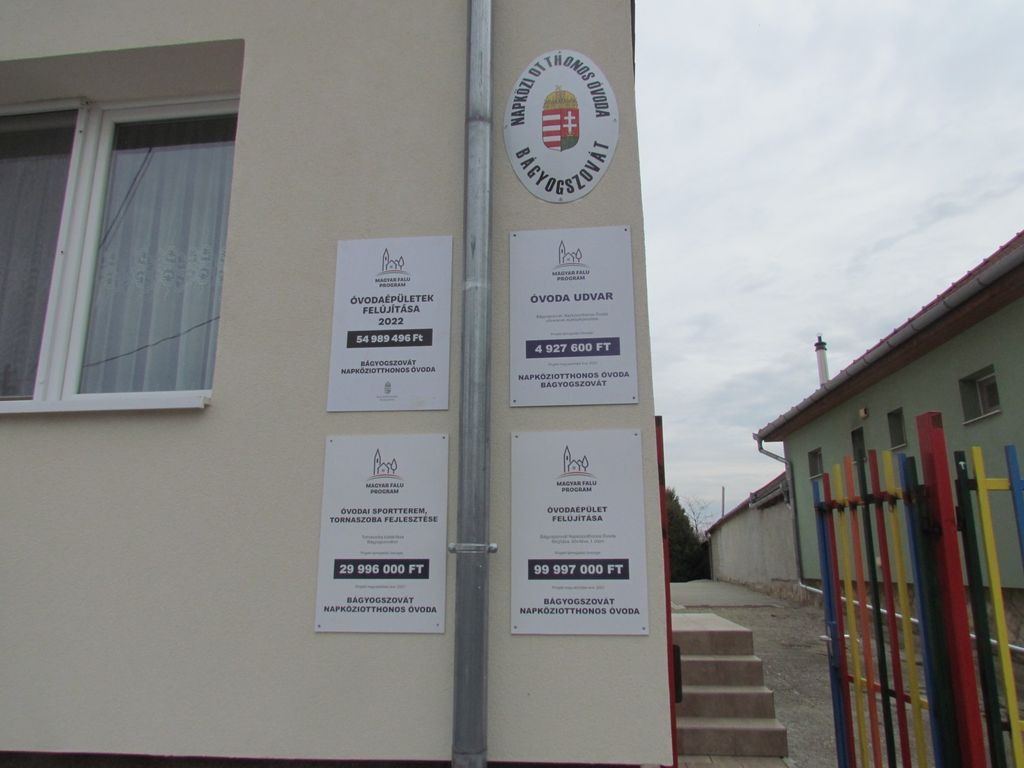 NAPKÖZI OTTHONOS ÓVODA
BÁGYOGSZOVÁT
MAGYAR FALU
PROGRAM
ÓVODAÉPÜLETEK
FELÚJÍTÁSA
2022
54 989 496 Ft
BÁGYOGSZOVÁT
NAPKÖZIOTTHONOS ÓVODA
MAGYAR FALU
PROGRAM
ÓVODA UDVAR
4 927 600 FT
NAPKÖZIOTTHONOS ÓVODA
BÁGYOGSZOVÁT
MAGYAR FALU
PROGRAM
ÓVODAI SPORTTEREM,
TORNASZOBA FEJLESZTÉSE
29 996 000 FT
BÁGYOGSZOVÁT
NAPKÖZIOTTHONOS ÓVODA
MAGYAR FALU
PROGRAM
ÓVODAÉPÜLET
FELÚJÍTÁSA
99 997 000 FT
BÁGYOGSZOVÁT
NAPKÖZIOTTHONOS ÓVODA